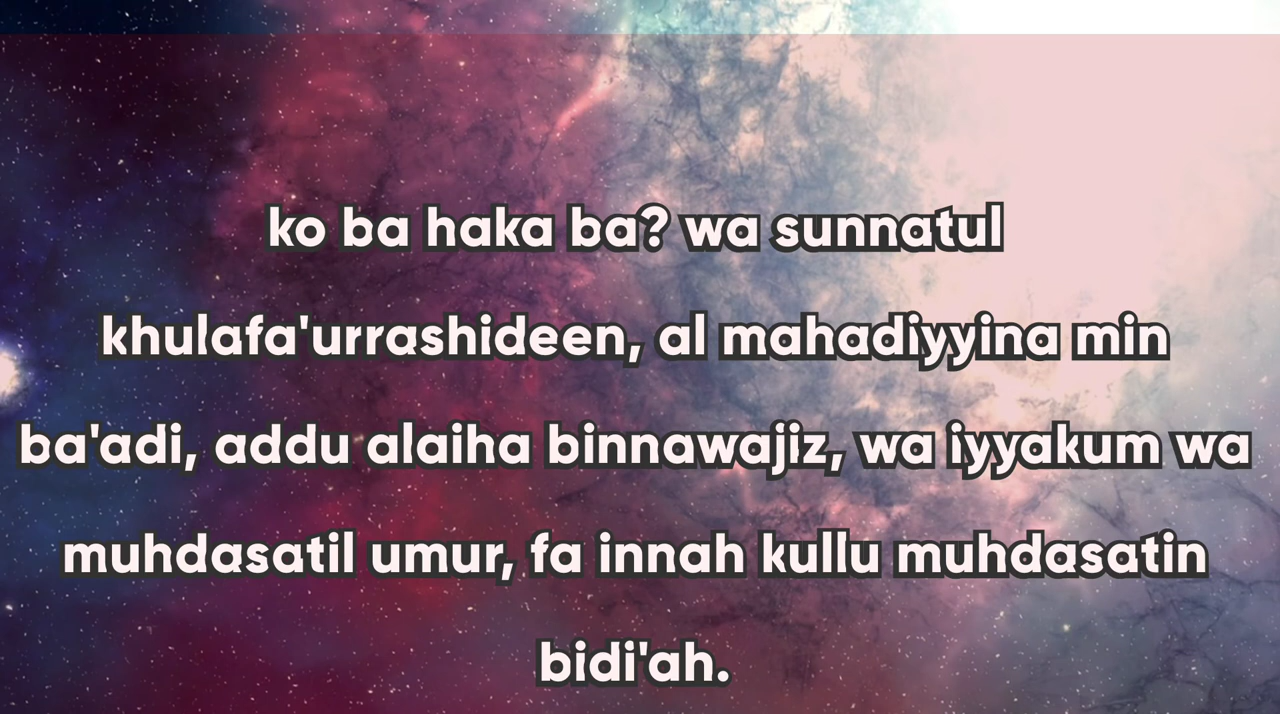 ko ba haka ba? wa sunnatul
khulafa'urrashideen, al mahadiyyina min
ba'adi, addu alaiha binnawajiz, wa iyyakum wa
muhdasatil umur, fa innah kullu muhdasatin
bidi'ah.